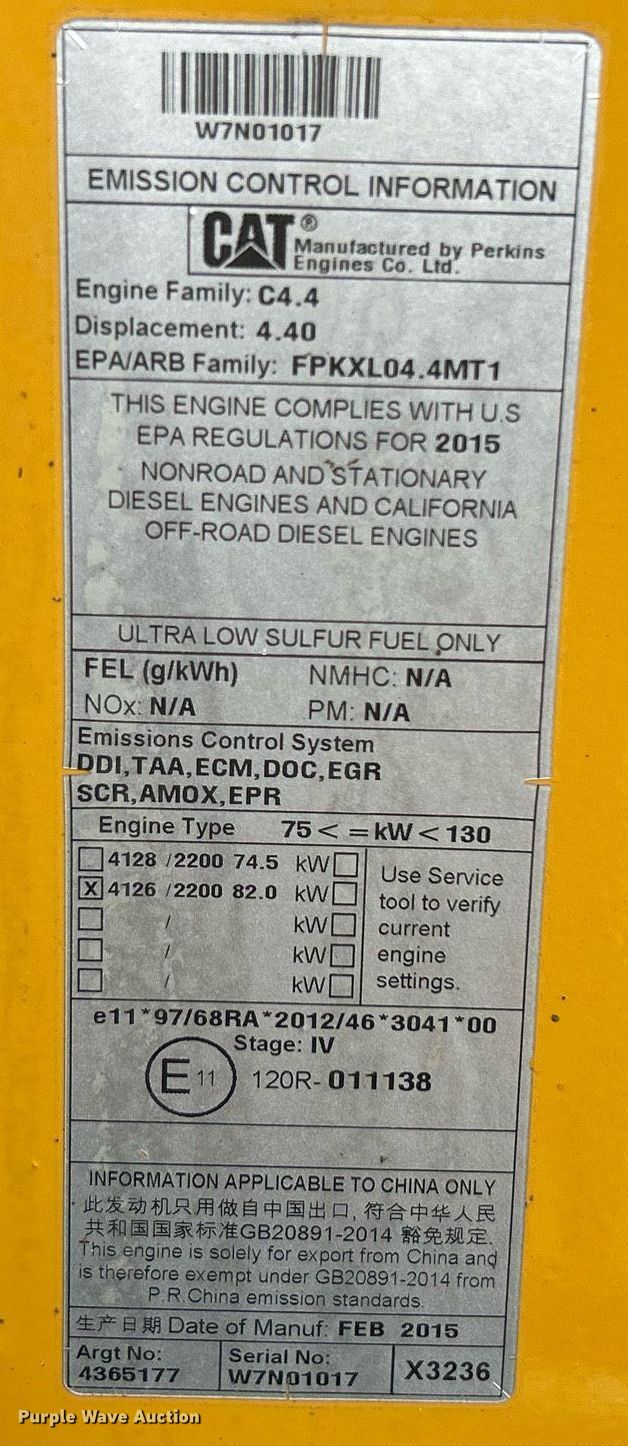 W7N01017
EMISSION CONTROL INFORMATION
CAT®
Manufactured by Perkins
Engines Co. Ltd.
Engine Family: C4.4
Displacement: 4.40
EPA/ARB Family: FPKXL04.4MT1
THIS ENGINE COMPLIES WITH U.S
EPA REGULATIONS FOR 2015
NONROAD AND STATIONARY
DIESEL ENGINES AND CALIFORNIA
OFF-ROAD DIESEL ENGINES
ULTRA LOW SULFUR FUEL ONLY
FEL (g/kWh) NMHC: N/A
NOx: N/A PM: N/A
Emissions Control System
DDI,TAA,ECM,DOC,EGR
SCR,AMOX,EPR
Engine Type 75 < = kW < 130
4128 /2200 74.5 kW
X 4126 /2200 82.0 kW
/ kW
/ kW
/ kW
Use Service
tool to verify
current
engine
settings.
e11*97/68RA*2012/46*3041*00
Stage: IV
E 11 120R- 011138
INFORMATION APPLICABLE TO CHINA ONLY
此发动机只用做自中国出口, 符合中华人民
共和国国家标准GB20891-2014 豁免规定.
This engine is solely for export from China and
is therefore exempt under GB20891-2014 from
P.R.China emission standards.
生产日期 Date of Manuf: FEB 2015
Argt No:
4365177
Serial No:
W7N01017
X3236
Purple Wave Auction